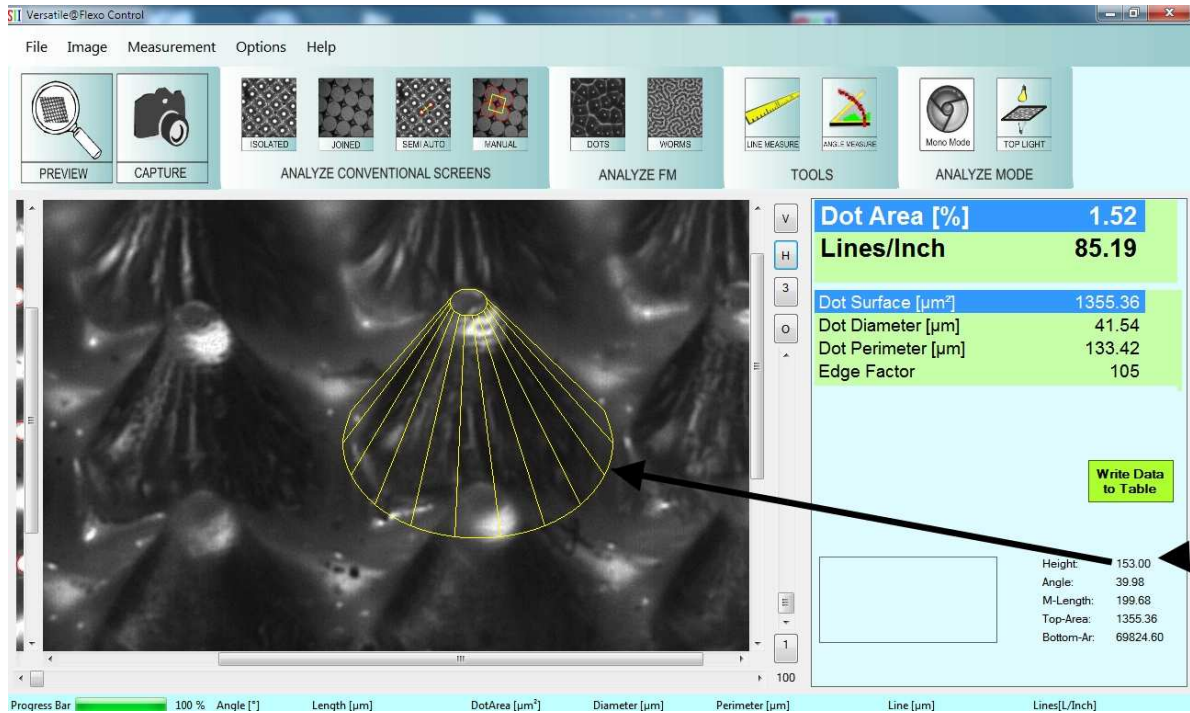 SII Versatile@Flexo Control
File Image Measurement Options Help
ISOLATED JOINED SEMI AUTO MANUAL DOTS WORMS LINE MEASURE ANGLE MEASURE Mono Mode TOP LIGHT
PREVIEW CAPTURE ANALYZE CONVENTIONAL SCREENS ANALYZE FM TOOLS ANALYZE MODE
V
H
3
O
1
100
Dot Area [%] 1.52
Lines/Inch 85.19
Dot Surface [µm²] 1355.36
Dot Diameter [µm] 41.54
Dot Perimeter [µm] 133.42
Edge Factor 105
Write Data
to Table
Height: 153.00
Angle: 39.98
M-Length: 199.68
Top-Area: 1355.36
Bottom-Ar: 69824.60
Progress Bar 100 % Angle [°] Length [µm] DotArea [µm²] Diameter [µm] Perimeter [µm] Line [µm] Lines[L/Inch]